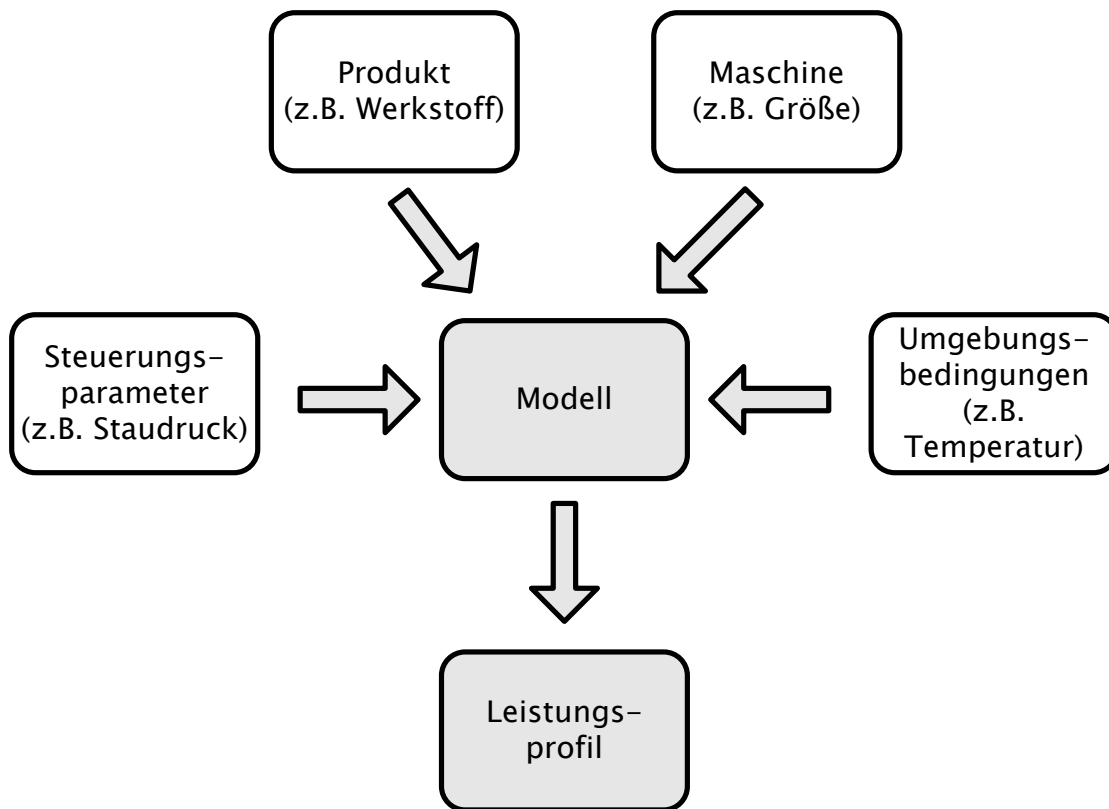 Produkt
(z.B. Werkstoff)
Maschine
(z.B. Größe)
Steuerungs-
parameter
(z.B. Staudruck)
Modell
Umgebungs-
bedingungen
(z.B.
Temperatur)
Leistungs-
profil